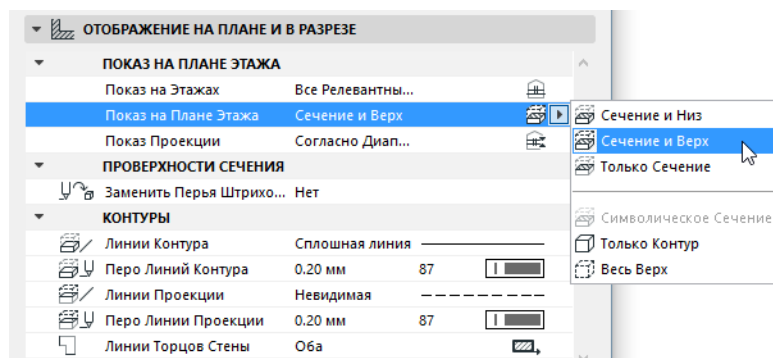 ОТОБРАЖЕНИЕ НА ПЛАНЕ И В РАЗРЕЗЕ
ПОКАЗ НА ПЛАНЕ ЭТАЖА
Показ на Этажах Все Релевантны...
Показ на Плане Этажа Сечение и Верх
Показ Проекции Согласно Диап...
ПРОВЕРХНОСТИ СЕЧЕНИЯ
Заменить Перья Штрихо... Нет
КОНТУРЫ
Линии Контура Сплошная линия
Перо Линий Контура 0.20 мм 87
Линии Проекции Невидимая
Перо Линии Проекции 0.20 мм 87
Линии Торцов Стены Оба
Сечение и Низ
Сечение и Верх
Только Сечение
Символическое Сечение
Только Контур
Весь Верх